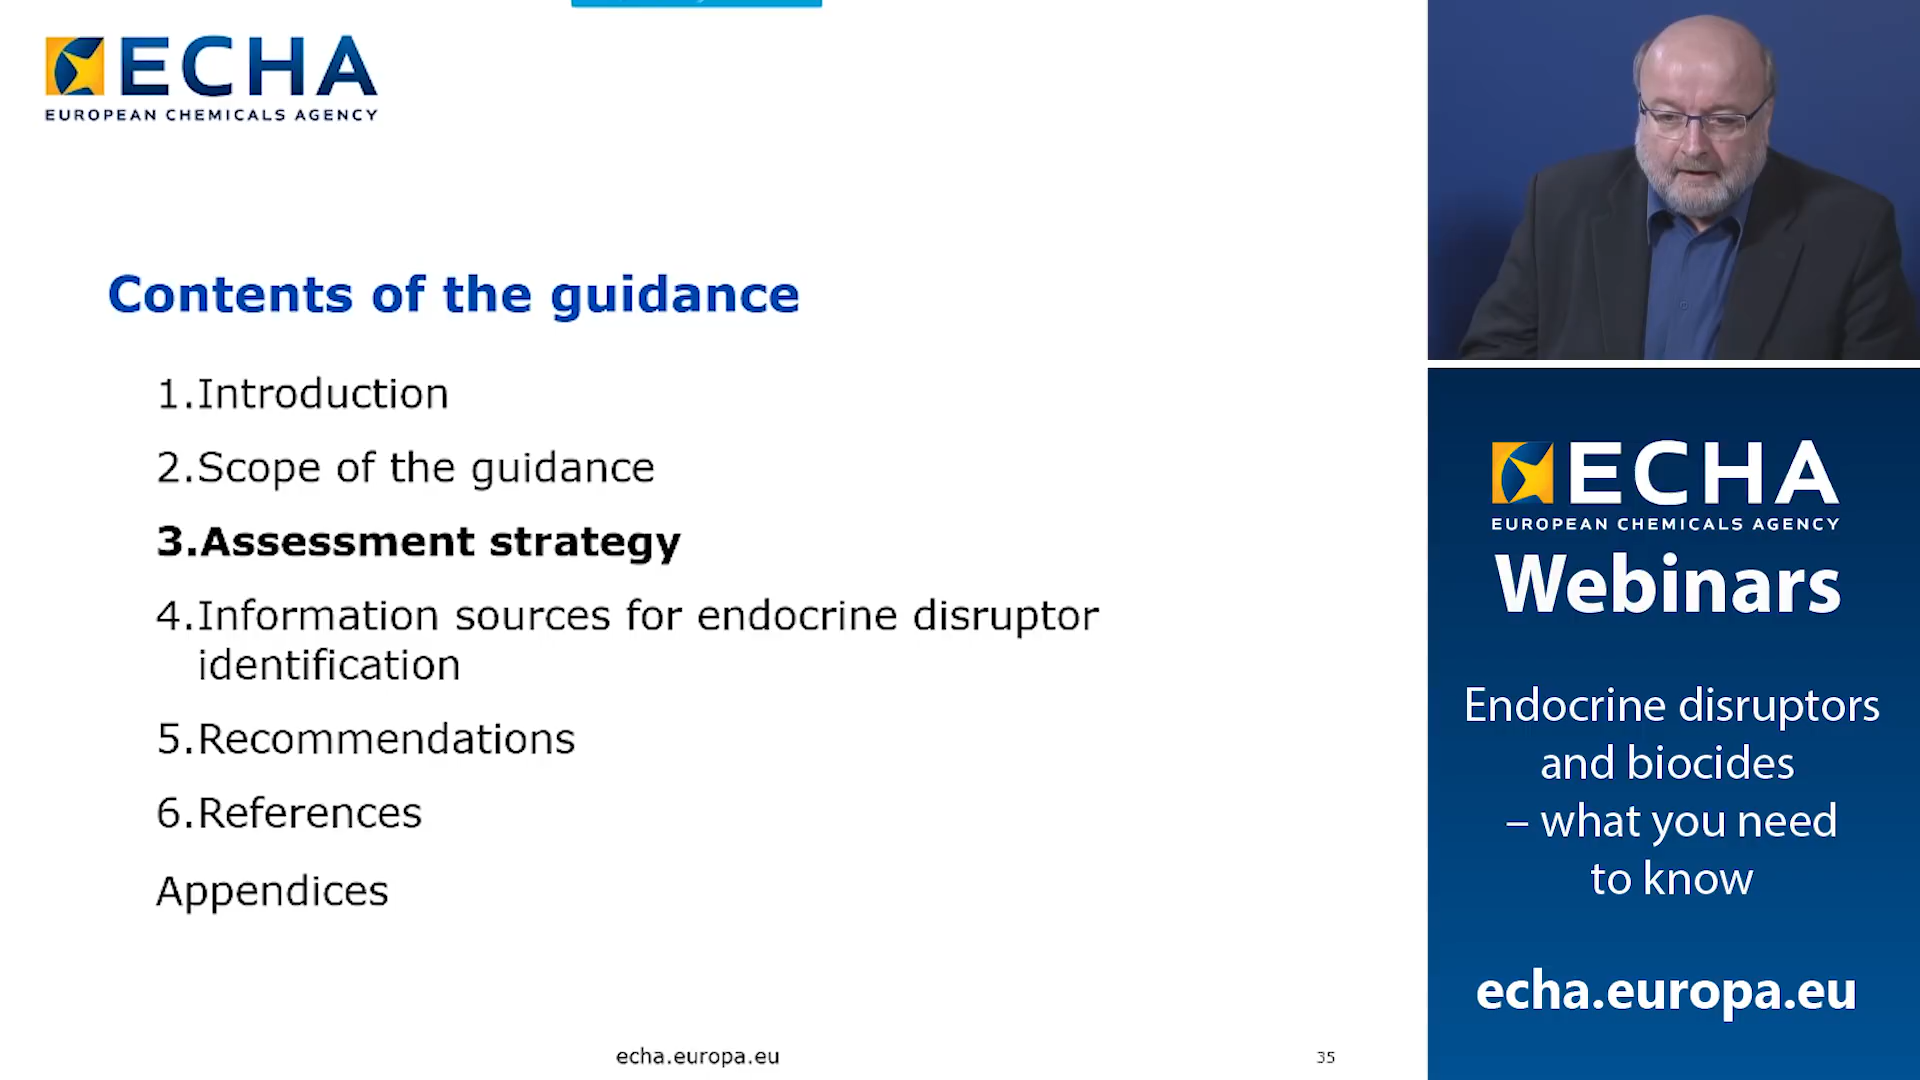 ECHA
EUROPEAN CHEMICALS AGENCY
Contents of the guidance
1.Introduction
2.Scope of the guidance
3.Assessment strategy
4.Information sources for endocrine disruptor
identification
5.Recommendations
6.References
Appendices
echa.europa.eu
35
ECHA
EUROPEAN CHEMICALS AGENCY
Webinars
Endocrine disruptors
and biocides
– what you need
to know
echa.europa.eu